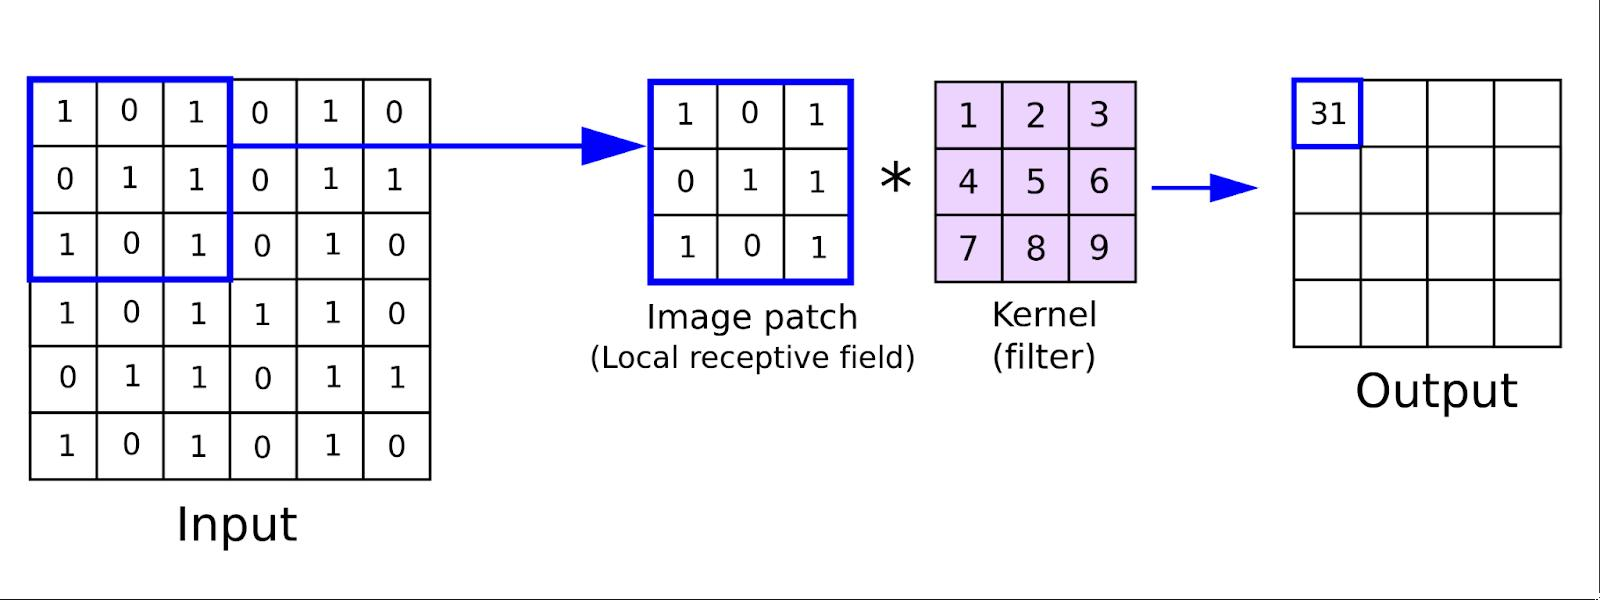 1 0 1 0 1 0
0 1 1 0 1 1
1 0 1 0 1 0
1 0 1 1 1 0
0 1 1 0 1 1
1 0 1 0 1 0
Input
1 0 1
0 1 1
1 0 1
Image patch
(Local receptive field)
*
1 2 3
4 5 6
7 8 9
Kernel
(filter)
31
Output